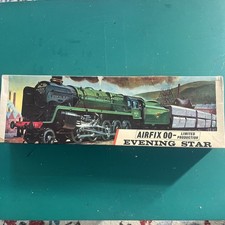 AIRFIX 00-
LIMITED
PRODUCTION
EVENING STAR